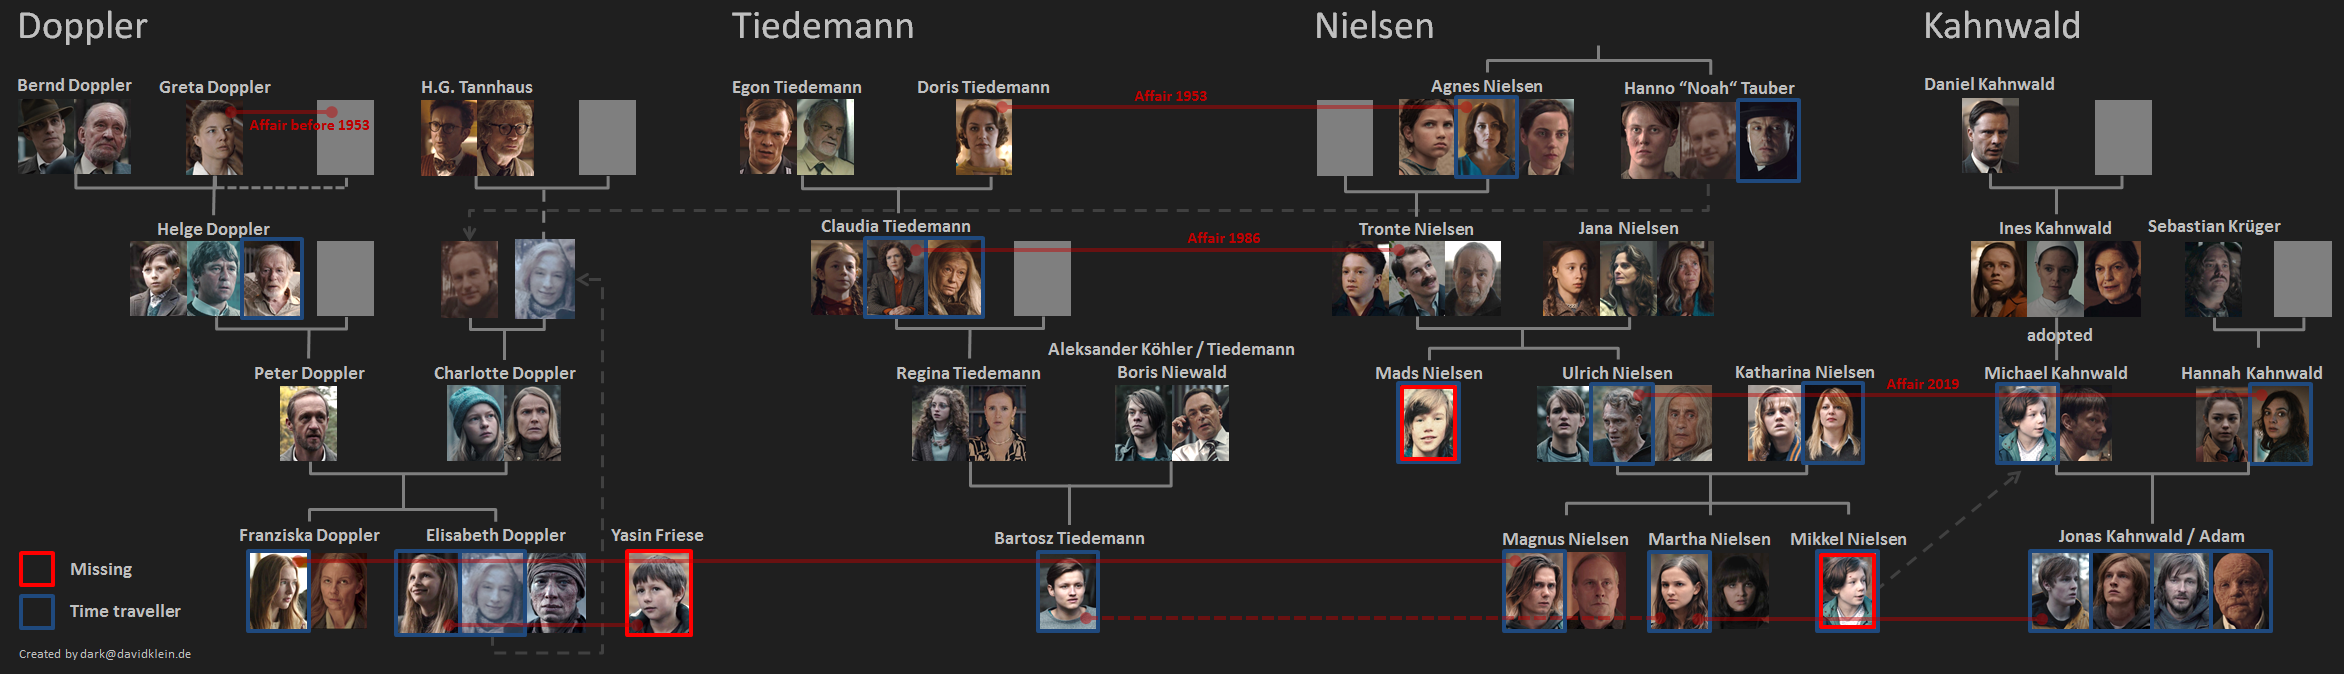 Doppler
Tiedemann
Nielsen
Kahnwald
Bernd Doppler
Greta Doppler
H.G. Tannhaus
Egon Tiedemann
Doris Tiedemann
Agnes Nielsen
Hanno “Noah“ Tauber
Daniel Kahnwald
Affair before 1953
Affair 1953
Helge Doppler
Claudia Tiedemann
Affair 1986
Tronte Nielsen
Jana Nielsen
Ines Kahnwald
Sebastian Krüger
adopted
Peter Doppler
Charlotte Doppler
Regina Tiedemann
Aleksander Köhler / Tiedemann
Boris Niewald
Mads Nielsen
Ulrich Nielsen
Katharina Nielsen
Affair 2019
Michael Kahnwald
Hannah Kahnwald
Franziska Doppler
Elisabeth Doppler
Yasin Friese
Bartosz Tiedemann
Magnus Nielsen
Martha Nielsen
Mikkel Nielsen
Jonas Kahnwald / Adam
Missing
Time traveller
Created by dark@davidklein.de